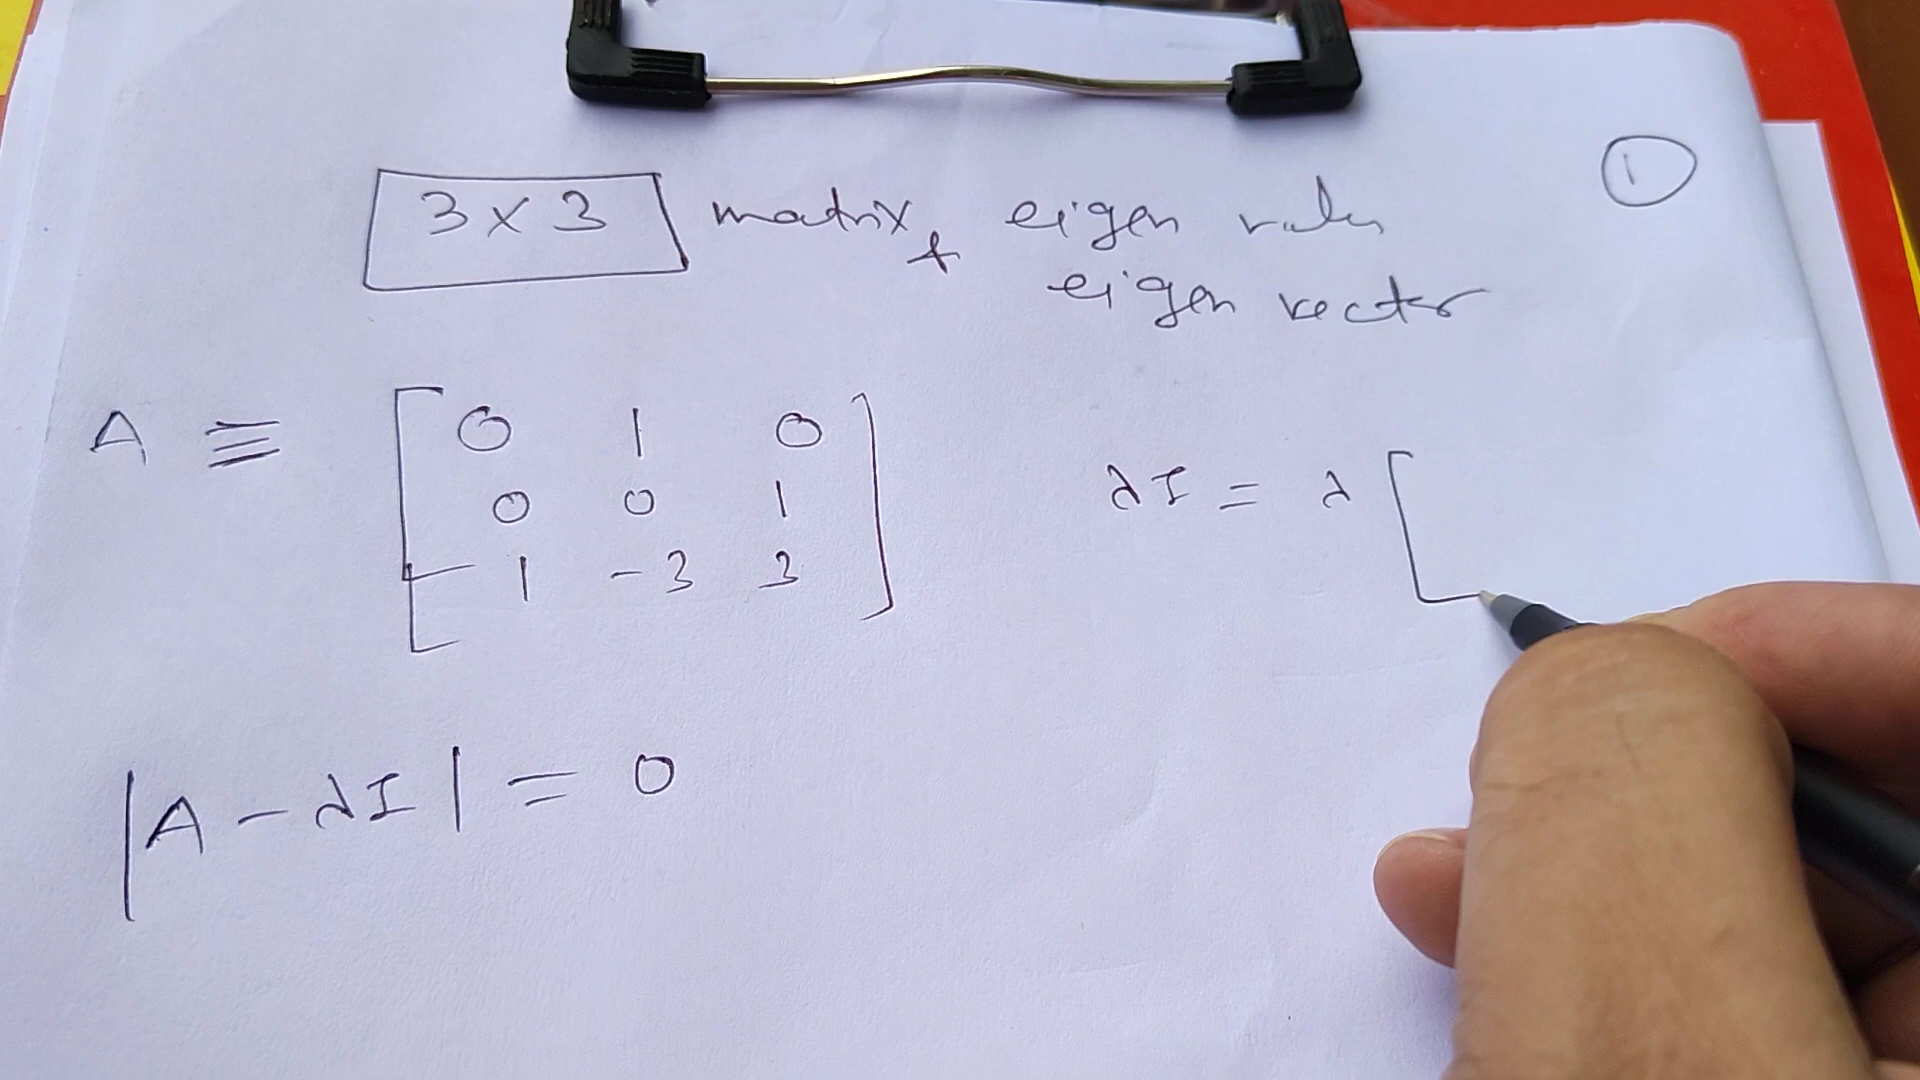 3 x 3 matrix & eigen value
eigen vector
1
A ≡ [ 0 1 0
0 0 1
1 -3 3 ]
λI = λ [
|A - λI| = 0